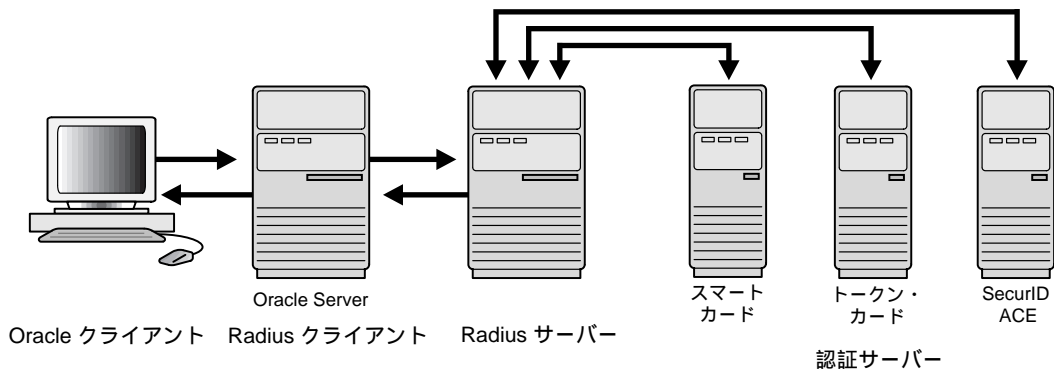 Oracle Server
スマート
カード
トークン・
カード
SecurID
ACE
Oracle クライアント
Radius クライアント
Radius サーバー
認証サーバー